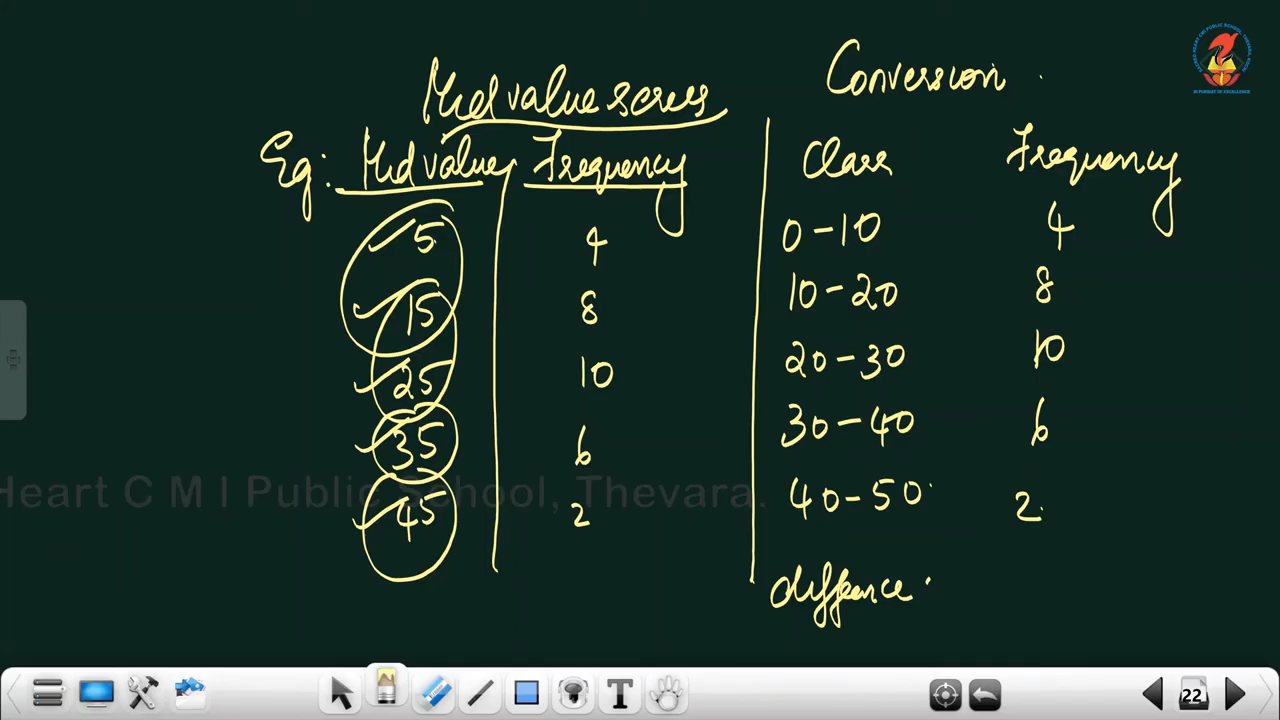 Mid value series
Conversion
Eg: Mid value Frequency Class Frequency
5 4 0-10 4
15 8 10-20 8
25 10 20-30 10
35 6 30-40 6
45 2 40-50 2
Heart C M I Public School, Thevara.
diffence
22